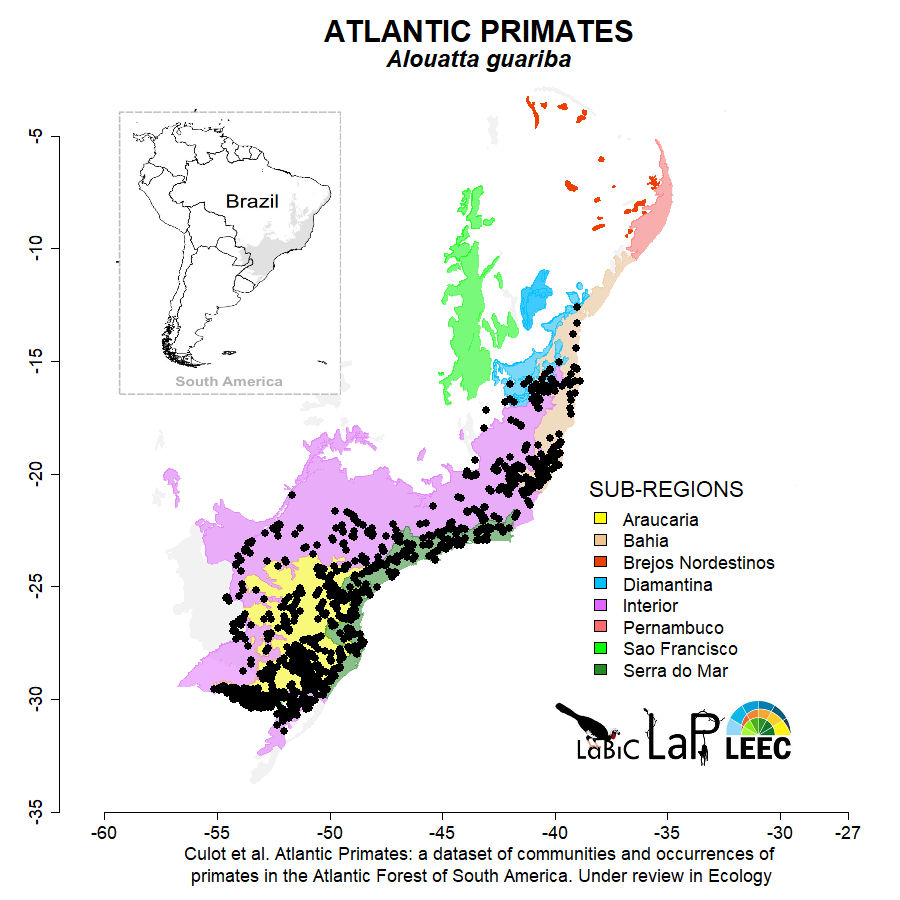 ATLANTIC PRIMATES
Alouatta guariba
-5
-10
-15
-20
-25
-30
-35
Brazil
South America
SUB-REGIONS
Araucaria
Bahia
Brejos Nordestinos
Diamantina
Interior
Pernambuco
Sao Francisco
Serra do Mar
LaBiC
LaP
LEEC
-60
-55
-50
-45
-40
-35
-30
-27
Culot et al. Atlantic Primates: a dataset of communities and occurrences of
primates in the Atlantic Forest of South America. Under review in Ecology